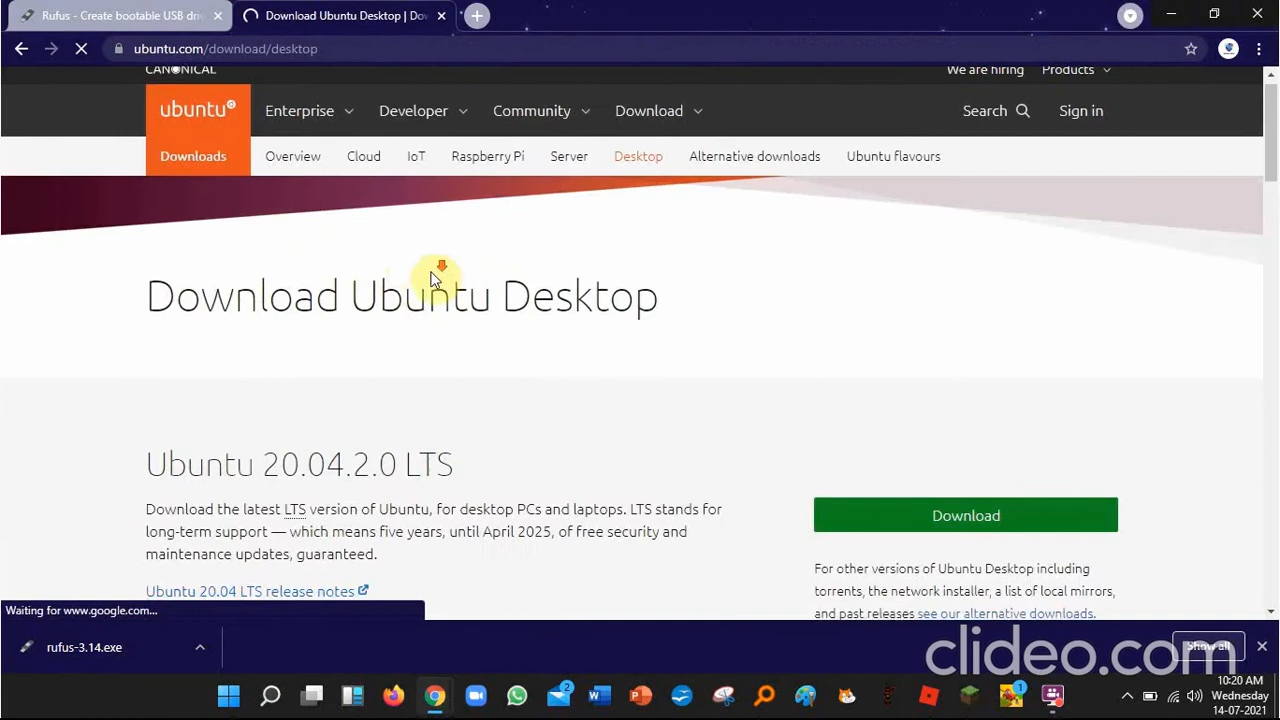 Rufus - Create bootable USB dri
Download Ubuntu Desktop | Do
ubuntu.com/download/desktop
CANONICAL
We are hiring
Products
ubuntu
Enterprise
Developer
Community
Download
Search
Sign in
Downloads
Overview
Cloud
IoT
Raspberry Pi
Server
Desktop
Alternative downloads
Ubuntu flavours
Download Ubuntu Desktop
Ubuntu 20.04.2.0 LTS
Download the latest LTS version of Ubuntu, for desktop PCs and laptops. LTS stands for
long-term support — which means five years, until April 2025, of free security and
maintenance updates, guaranteed.
Ubuntu 20.04 LTS release notes
Download
For other versions of Ubuntu Desktop including
torrents, the network installer, a list of local mirrors,
and past releases see our alternative downloads.
Waiting for www.google.com...
rufus-3.14.exe
Show all
clideo.com
2
1
10:20 AM
Wednesday
14-07-2021